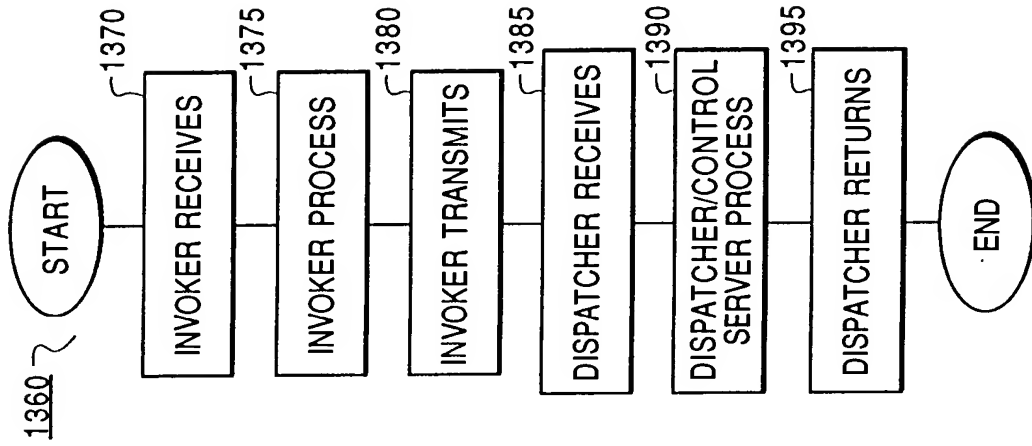 1360
START
1370
INVOKER RECEIVES
1375
INVOKER PROCESS
1380
INVOKER TRANSMITS
1385
DISPATCHER RECEIVES
1390
DISPATCHER/CONTROL
SERVER PROCESS
1395
DISPATCHER RETURNS
END